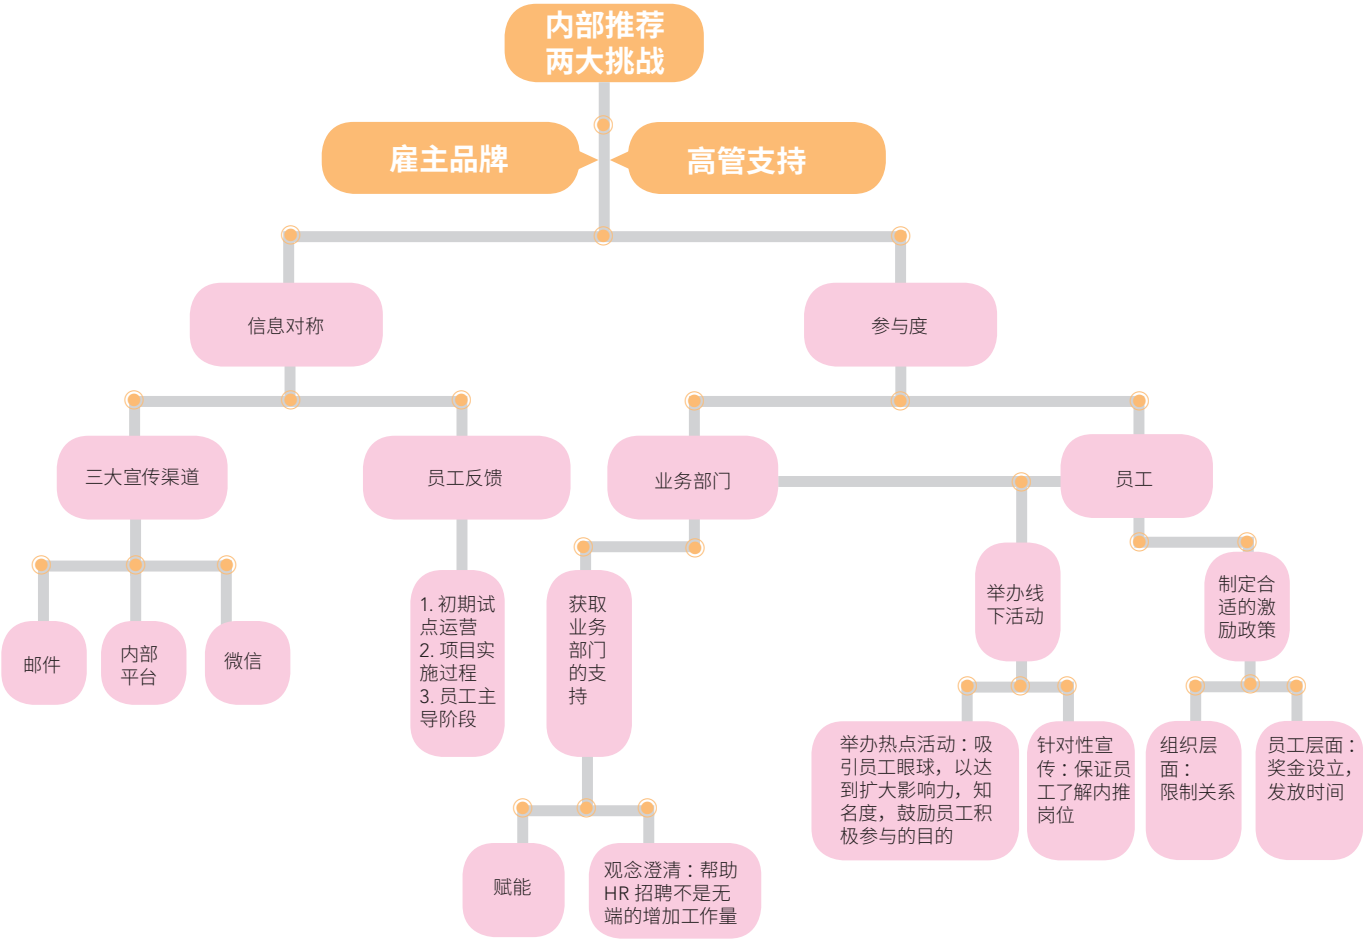 内部推荐
两大挑战
雇主品牌
高管支持
信息对称
参与度
三大宣传渠道
员工反馈
业务部门
员工
邮件
内部
平台
微信
1. 初期试
点运营
2. 项目实
施过程
3. 员工主
导阶段
获取
业务
部门
的支
持
举办线
下活动
制定合
适的激
励政策
举办热点活动：吸
引员工眼球，以达
到扩大影响力，知
名度，鼓励员工积
极参与的目的
针对性宣
传：保证员
工了解内推
岗位
组织层
面：
限制关系
员工层面：
奖金设立，
发放时间
赋能
观念澄清：帮助
HR 招聘不是无
端的增加工作量